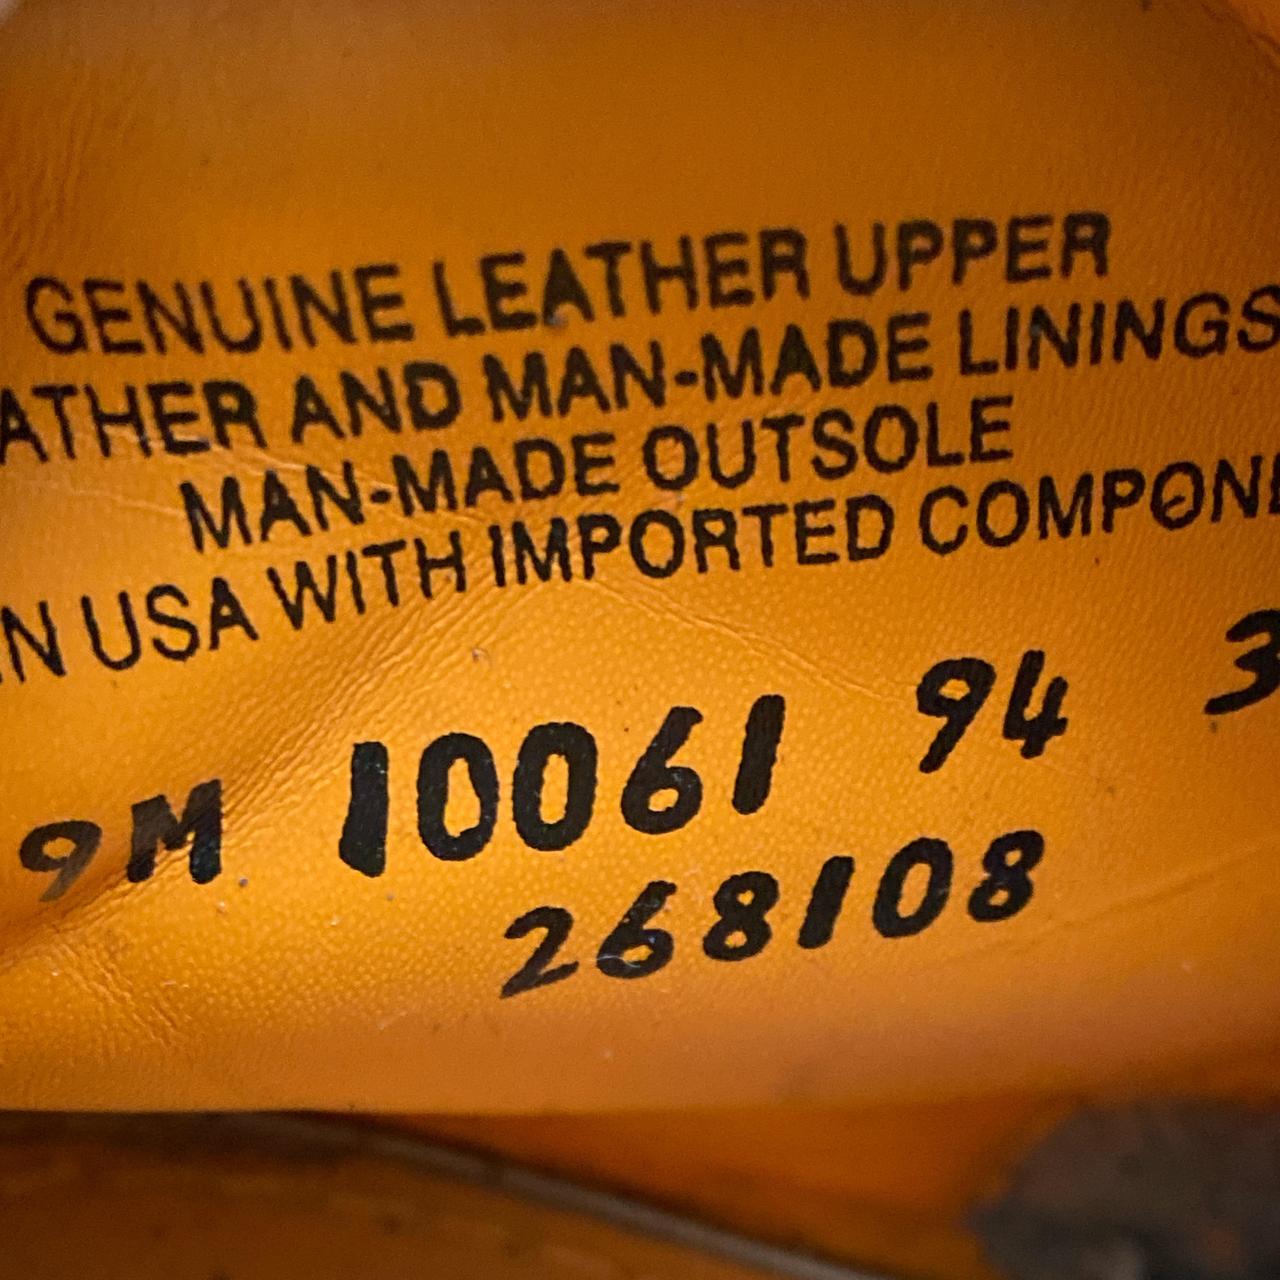 GENUINE LEATHER UPPER
ATHER AND MAN-MADE LININGS
MAN-MADE OUTSOLE
IN USA WITH IMPORTED COMPON
9M 10061 94 3
268108